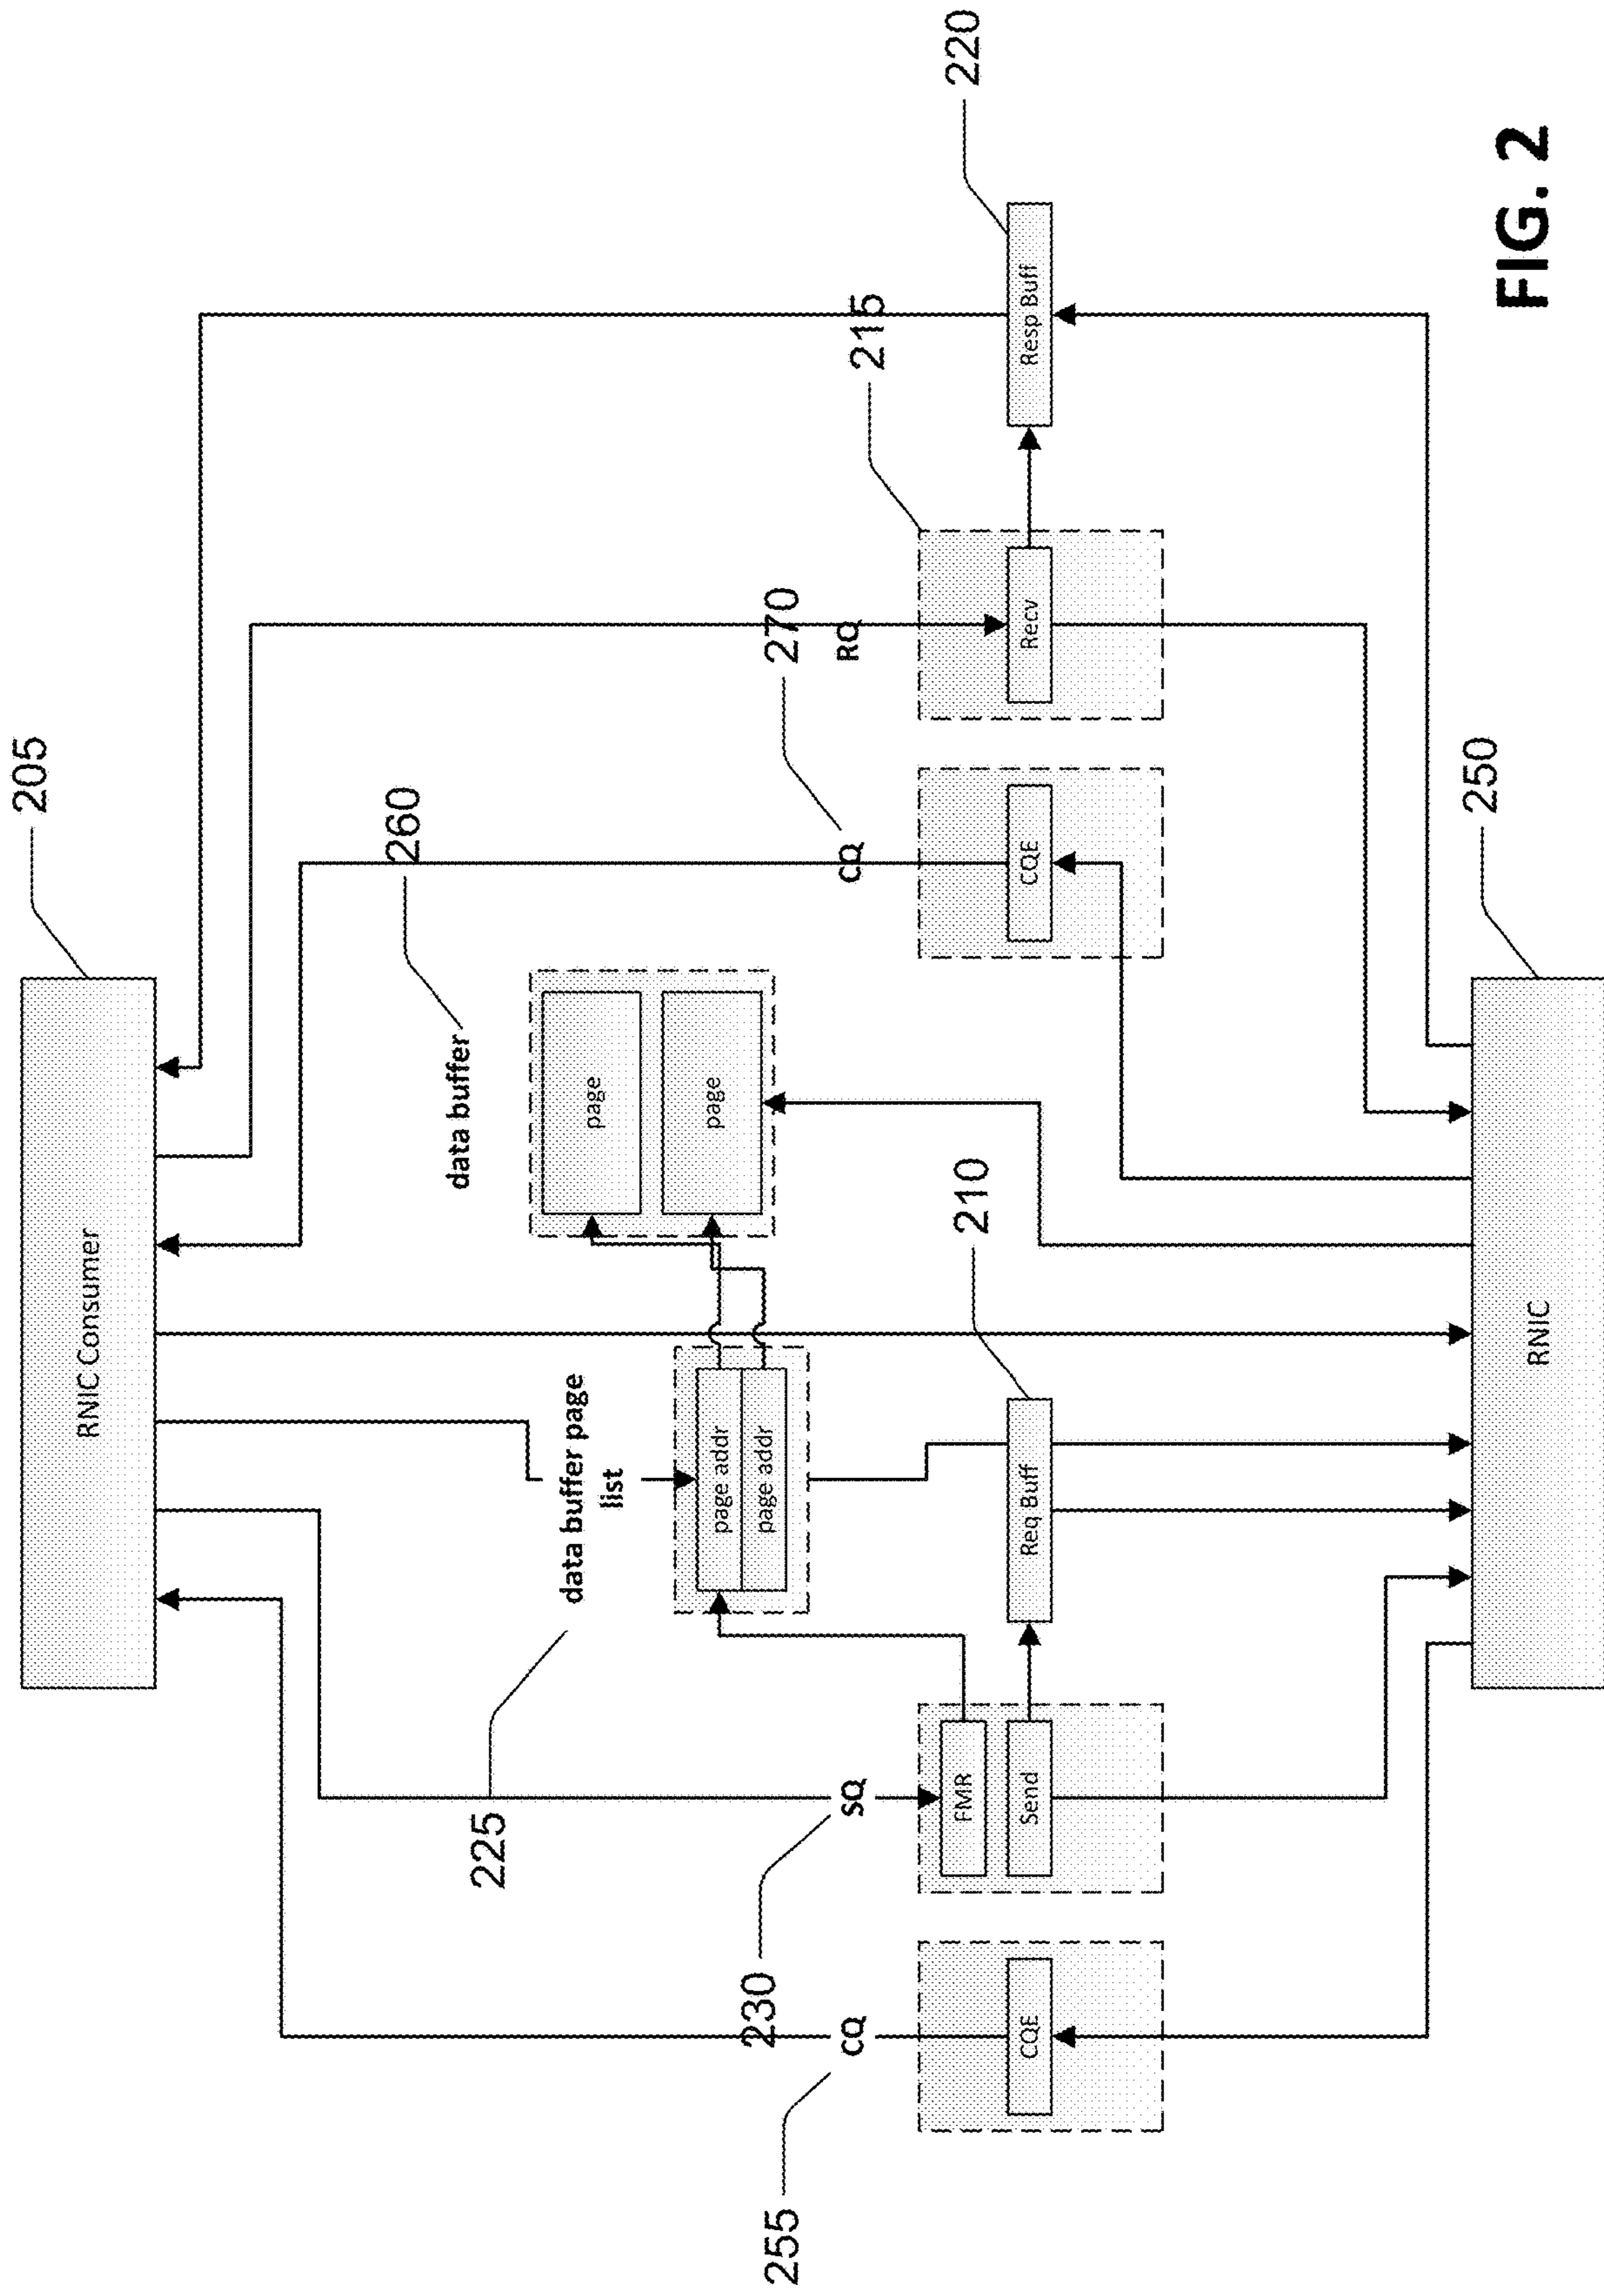 205
RNIC Consumer
260
data buffer
225
data buffer page
list
page
page
page addr
page addr
255
CQ
230
SQ
270
CQ
RQ
215
210
220
CQE
FMR
Send
Req Buff
CQE
Recv
Resp Buff
250
RNIC
FIG. 2